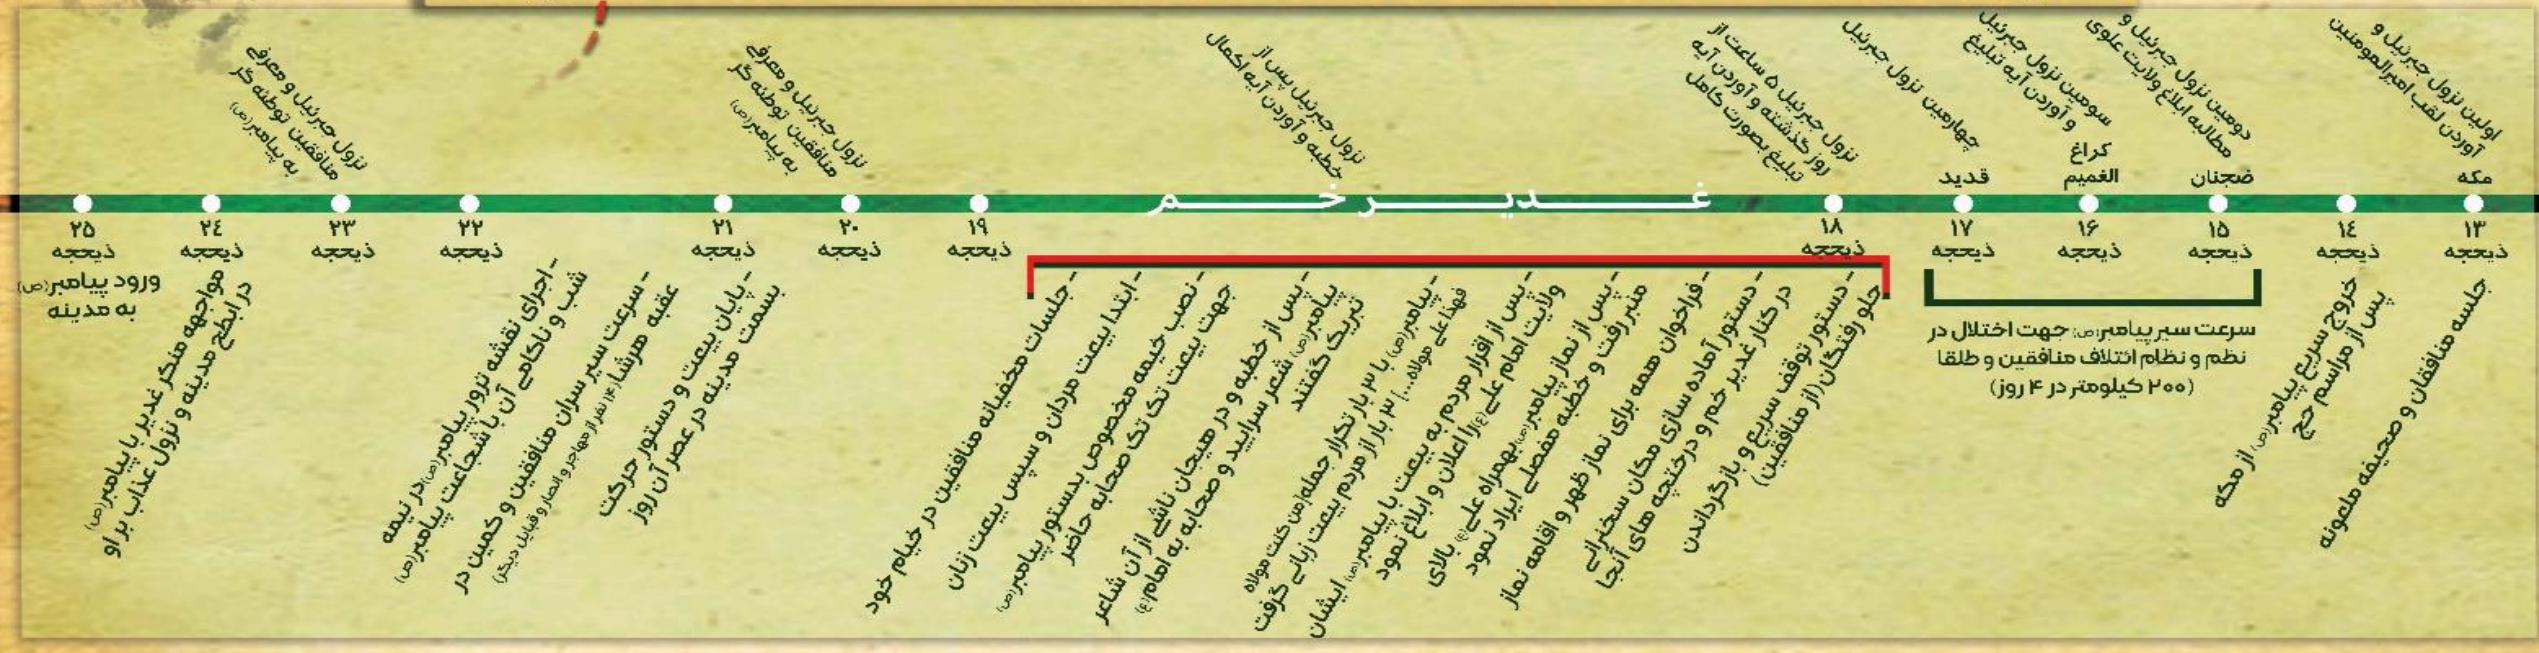 اولین نزول جبرئیل و
آوردن لقب امیرالمومنین
مکه
۱۳
ذیحجه
جلسه منافقان و صحیفه ملعونه
۱٤
ذیحجه
خروج سریع پیامبر(ص) از مکه
پس از مراسم حج
دومین نزول جبرئیل و
مطالبه ابلاغ ولایت علوی
ضجنان
۱۵
ذیحجه
سومین نزول جبرئیل
و آوردن آیه تبلیغ
کراغ
الغمیم
۱۶
ذیحجه
چهارمین نزول جبرئیل
قدید
۱۷
ذیحجه
سرعت سیر پیامبر(ص) جهت اختلال در
نظم و نظام ائتلاف منافقین و طلقا
(۲۰۰ کیلومتر در ۴ روز)
نزول جبرئیل ۵ ساعت از
روز گذشته و آوردن آیه
تبلیغ بصورت کامل
۱۸
ذیحجه
غدیر خم
نزول جبرئیل پس از
خطبه و آوردن آیه اکمال
- دستور توقف سریع و بازگرداندن
جلو رفتگان (از منافقین)
- دستور آماده سازی مکان سخنرانی
در کنار غدیر خم و درختچه های آنجا
- فراخوان همه برای نماز ظهر و اقامه نماز
- پس از نماز پیامبر(ص) بهمراه علی(ع) بالای
منبر رفت و خطبه مفصلی ایراد نمود
- پس از اقرار مردم به بیعت با پیامبر(ص) ایشان
ولایت امام علی(ع) را اعلان و ابلاغ نمود
- پیامبر(ص) با ۳ بار تکرار جمله [من کنت مولاه
فهذا علی مولاه...] ۳ بار از مردم بیعت زبانی گرفت
- پس از خطبه و در هیجان ناشی از آن شاعر
پیامبر(ص) شعر سرایید و صحابه به امام(ع)
تبریک گفتند
- نصب خیمه مخصوص بدستور پیامبر(ص)
جهت بیعت تک تک صحابه حاضر
- ابتدا بیعت مردان و سپس بیعت زنان
- جلسات مخفیانه منافقین در خیام خود
۱۹
ذیحجه
نزول جبرئیل و معرفی
منافقین توطئه گر
به پیامبر(ص)
۲۰
ذیحجه
۲۱
ذیحجه
- پایان بیعت و دستور حرکت
بسمت مدینه در عصر آن روز
- سرعت سیر سران منافقین و کمین در
عقبه هرشا (۱۴ نفر از مهاجر و انصار و قبایل دیگر)
- اجرای نقشه ترور پیامبر(ص) در نیمه
شب و ناکامی آن با شجاعت پیامبر(ص)
۲۲
ذیحجه
نزول جبرئیل و معرفی
منافقین توطئه گر
به پیامبر(ص)
۲۳
ذیحجه
۲٤
ذیحجه
مواجهه منکر غدیر با پیامبر(ص)
در ابطح مدینه و نزول عذاب بر او
۲۵
ذیحجه
ورود پیامبر(ص)
به مدینه